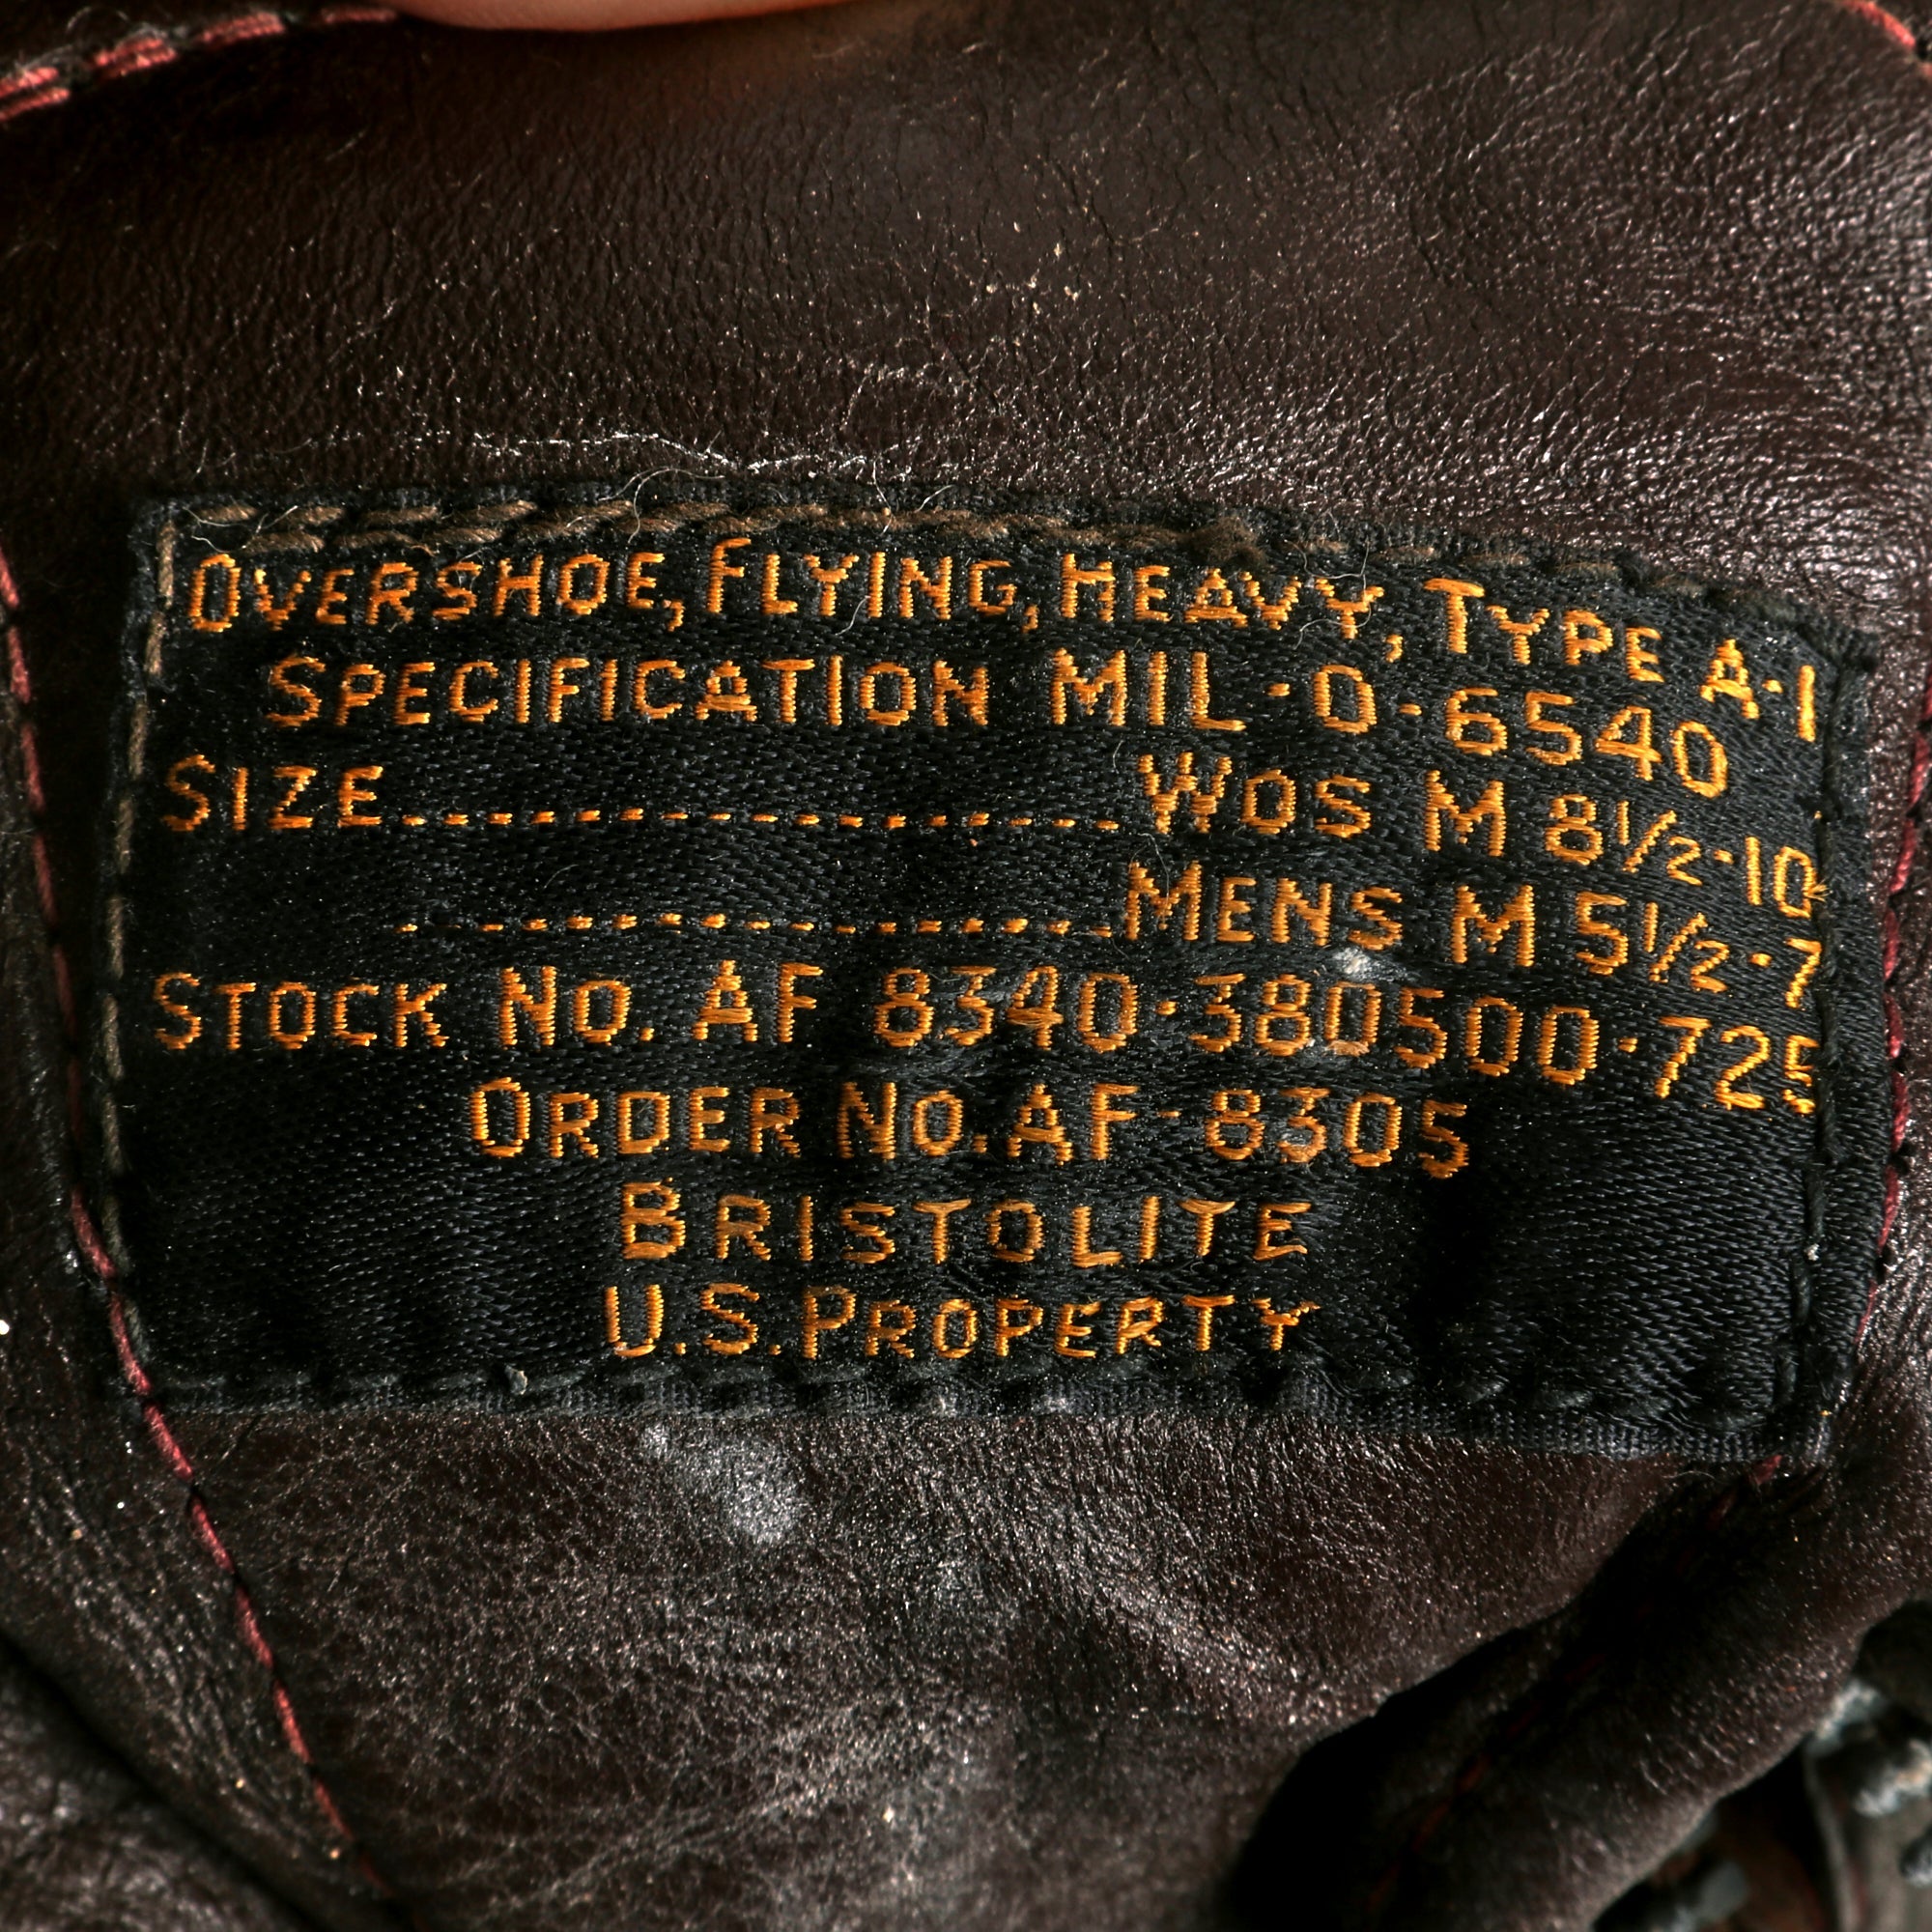 OVERSHOE, FLYING, HEAVY, TYPE A-1
SPECIFICATION MIL-O-6540
SIZE....................WOS M 8½-10
....................MENS M 5½-7
STOCK NO. AF 8340-380500-725
ORDER NO. AF-8305
BRISTOLITE
U.S. PROPERTY